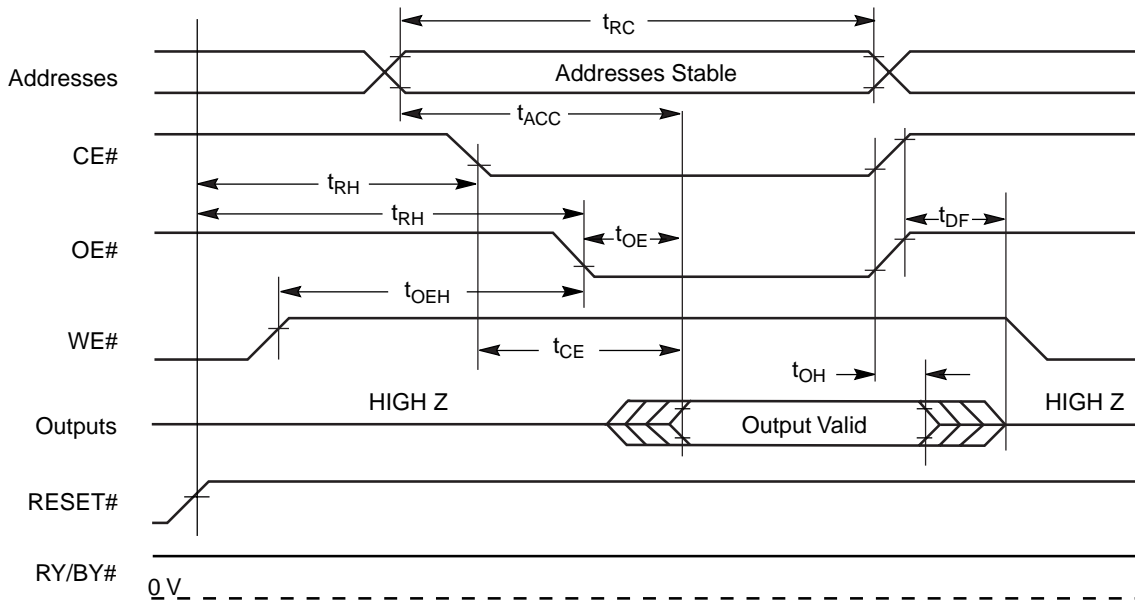 tRC
Addresses
Addresses Stable
tACC
CE#
tRH
tRH
tDF
OE#
tOE
tOEH
WE#
tCE
tOH
HIGH Z
HIGH Z
Outputs
Output Valid
RESET#
RY/BY#
0 V